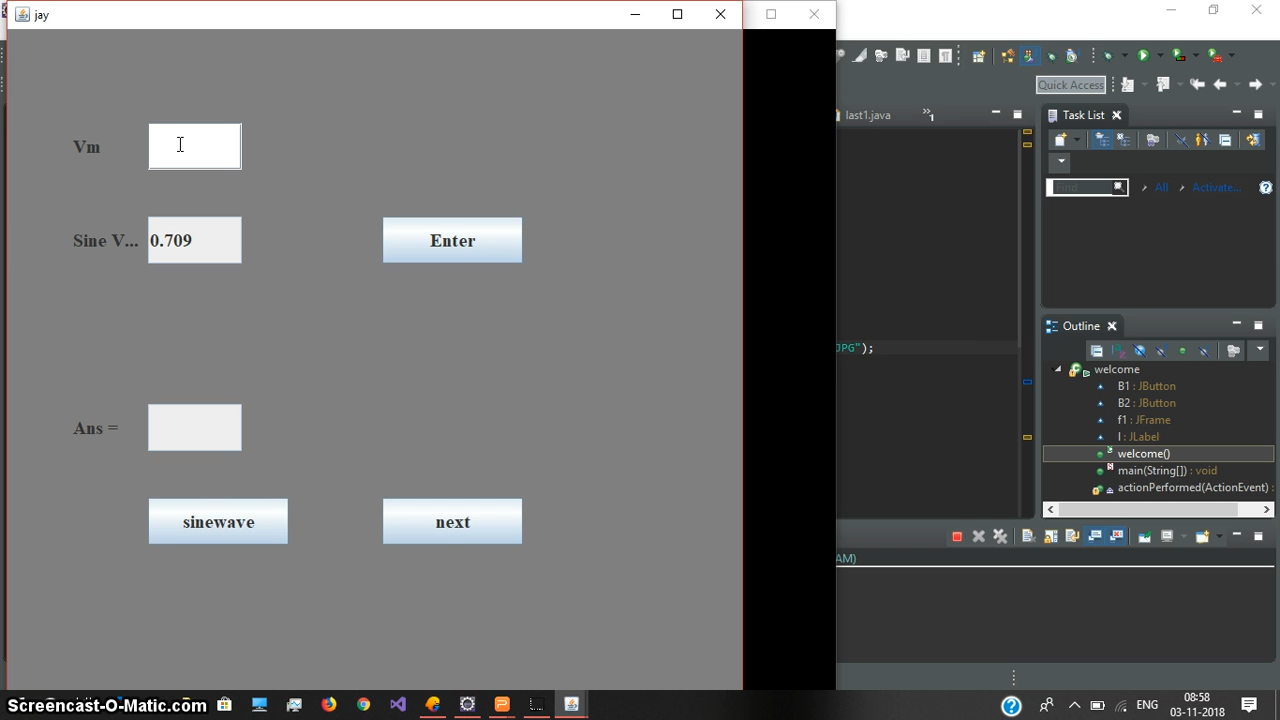 jay
Vm
Sine V... 0.709
Enter
Ans =
sinewave
next
Quick Access
last1.java
»1
Task List
Find
All
Activate...
JPG");
Outline
welcome
B1 : JButton
B2 : JButton
f1 : JFrame
l : JLabel
welcome()
main(String[]) : void
actionPerformed(ActionEvent) :
AM)
Screencast-O-Matic.com
ENG
08:58
03-11-2018